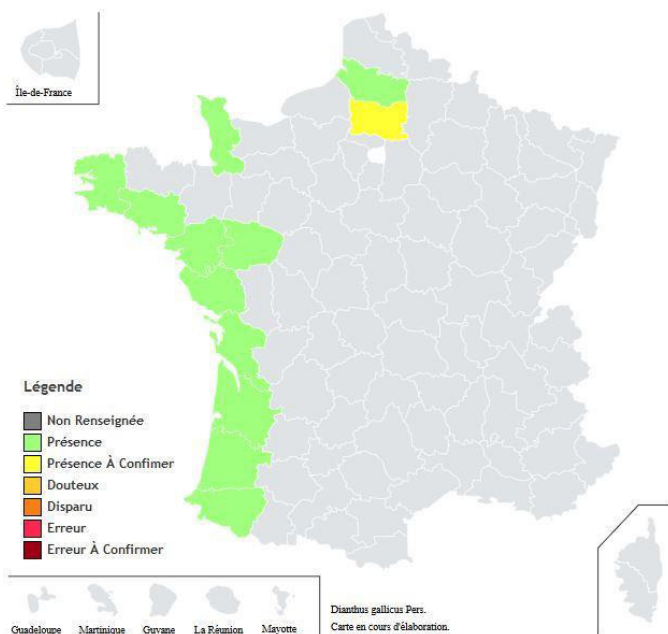 Île-de-France
Légende
Non Renseignée
Présence
Présence À Confimer
Douteux
Disparu
Erreur
Erreur À Confirmer
Guadeloupe Martinique Guyane La Réunion Mayotte
Dianthus gallicus Pers.
Carte en cours d'élaboration.